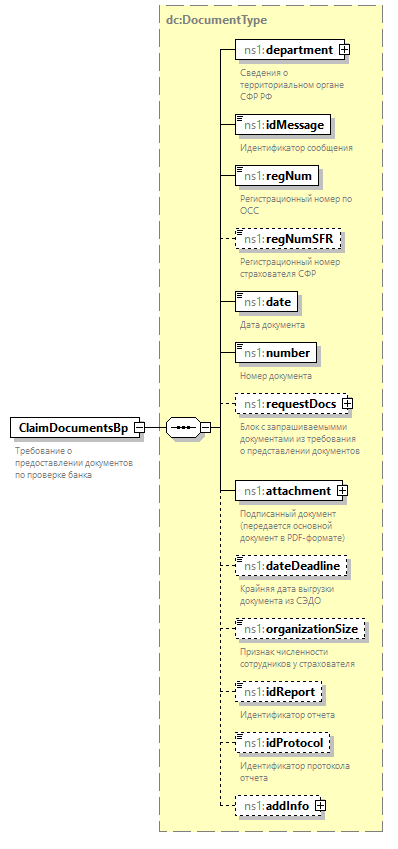 dc:DocumentType
ns1:department
Сведения о
территориальном органе
СФР РФ
ns1:idMessage
Идентификатор сообщения
ns1:regNum
Регистрационный номер по
ОСС
ns1:regNumSFR
Регистрационный номер
страхователя СФР
ns1:date
Дата документа
ns1:number
Номер документа
ns1:requestDocs
Блок с запрашиваемымми
документами из требования
о представлении документов
ClaimDocumentsBp
Требование о
предоставлении документов
по проверке банка
ns1:attachment
Подписанный документ
(передается основной
документ в PDF-формате)
ns1:dateDeadline
Крайняя дата выгрузки
документа из СЭДО
ns1:organizationSize
Признак численности
сотрудников у страхователя
ns1:idReport
Идентификатор отчета
ns1:idProtocol
Идентификатор протокола
отчета
ns1:addInfo